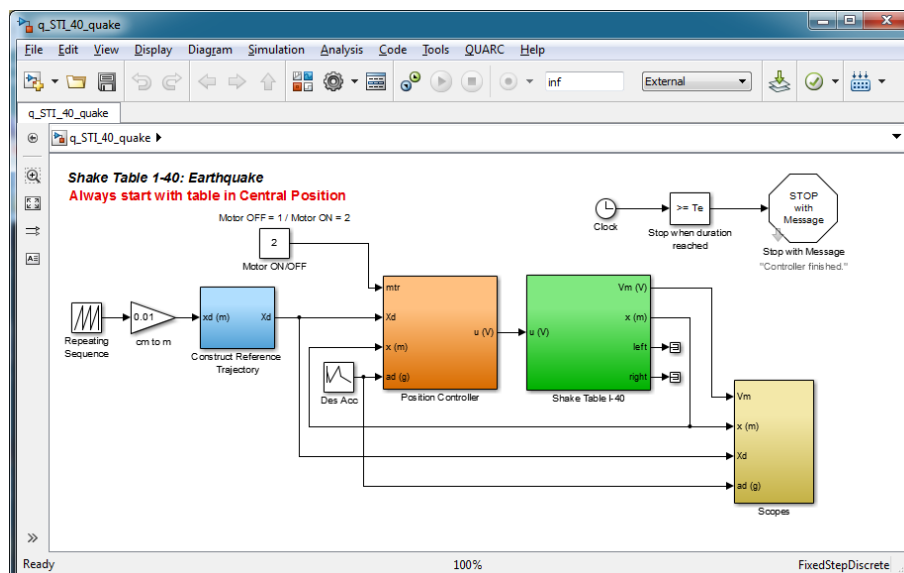 q_STI_40_quake
File Edit View Display Diagram Simulation Analysis Code Tools QUARC Help
inf External
q_STI_40_quake
q_STI_40_quake
Shake Table 1-40: Earthquake
Always start with table in Central Position
Motor OFF = 1 / Motor ON = 2
2
Motor ON/OFF
Clock
>= Te
Stop when duration
reached
STOP
with
Message
Stop with Message
"Controller finished."
Repeating
Sequence
0.01
cm to m
xd (m) Xd
Construct Reference
Trajectory
Des Acc
mtr
Xd
x (m)
ad (g)
u (V)
Position Controller
u (V)
Vm (V)
x (m)
left
right
Shake Table I-40
Vm
x (m)
Xd
ad (g)
Scopes
Ready 100% FixedStepDiscrete